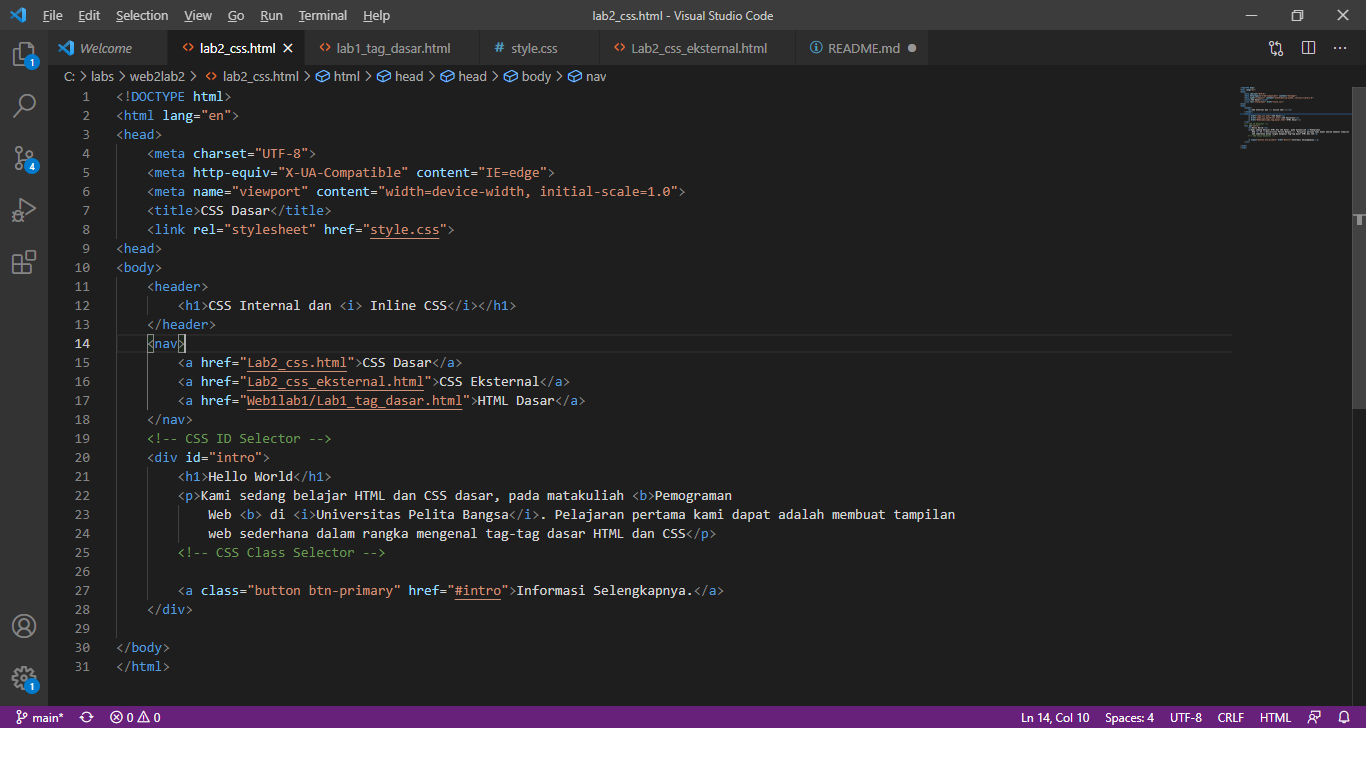 File Edit Selection View Go Run Terminal Help lab2_css.html - Visual Studio Code
Welcome lab2_css.html lab1_tag_dasar.html # style.css Lab2_css_eksternal.html README.md
C: > labs > web2lab2 > lab2_css.html > html > head > head > body > nav
1 <!DOCTYPE html>
2 <html lang="en">
3 <head>
4 <meta charset="UTF-8">
5 <meta http-equiv="X-UA-Compatible" content="IE=edge">
6 <meta name="viewport" content="width=device-width, initial-scale=1.0">
7 <title>CSS Dasar</title>
8 <link rel="stylesheet" href="style.css">
9 <head>
10 <body>
11 <header>
12 <h1>CSS Internal dan <i> Inline CSS</i></h1>
13 </header>
14 <nav>
15 <a href="Lab2_css.html">CSS Dasar</a>
16 <a href="Lab2_css_eksternal.html">CSS Eksternal</a>
17 <a href="Web1lab1/Lab1_tag_dasar.html">HTML Dasar</a>
18 </nav>
19 <!-- CSS ID Selector -->
20 <div id="intro">
21 <h1>Hello World</h1>
22 <p>Kami sedang belajar HTML dan CSS dasar, pada matakuliah <b>Pemograman
23 Web <b> di <i>Universitas Pelita Bangsa</i>. Pelajaran pertama kami dapat adalah membuat tampilan
24 web sederhana dalam rangka mengenal tag-tag dasar HTML dan CSS</p>
25 <!-- CSS Class Selector -->
26
27 <a class="button btn-primary" href="#intro">Informasi Selengkapnya.</a>
28 </div>
29
30 </body>
31 </html>
1
4
1
main* 0 0 Ln 14, Col 10 Spaces: 4 UTF-8 CRLF HTML